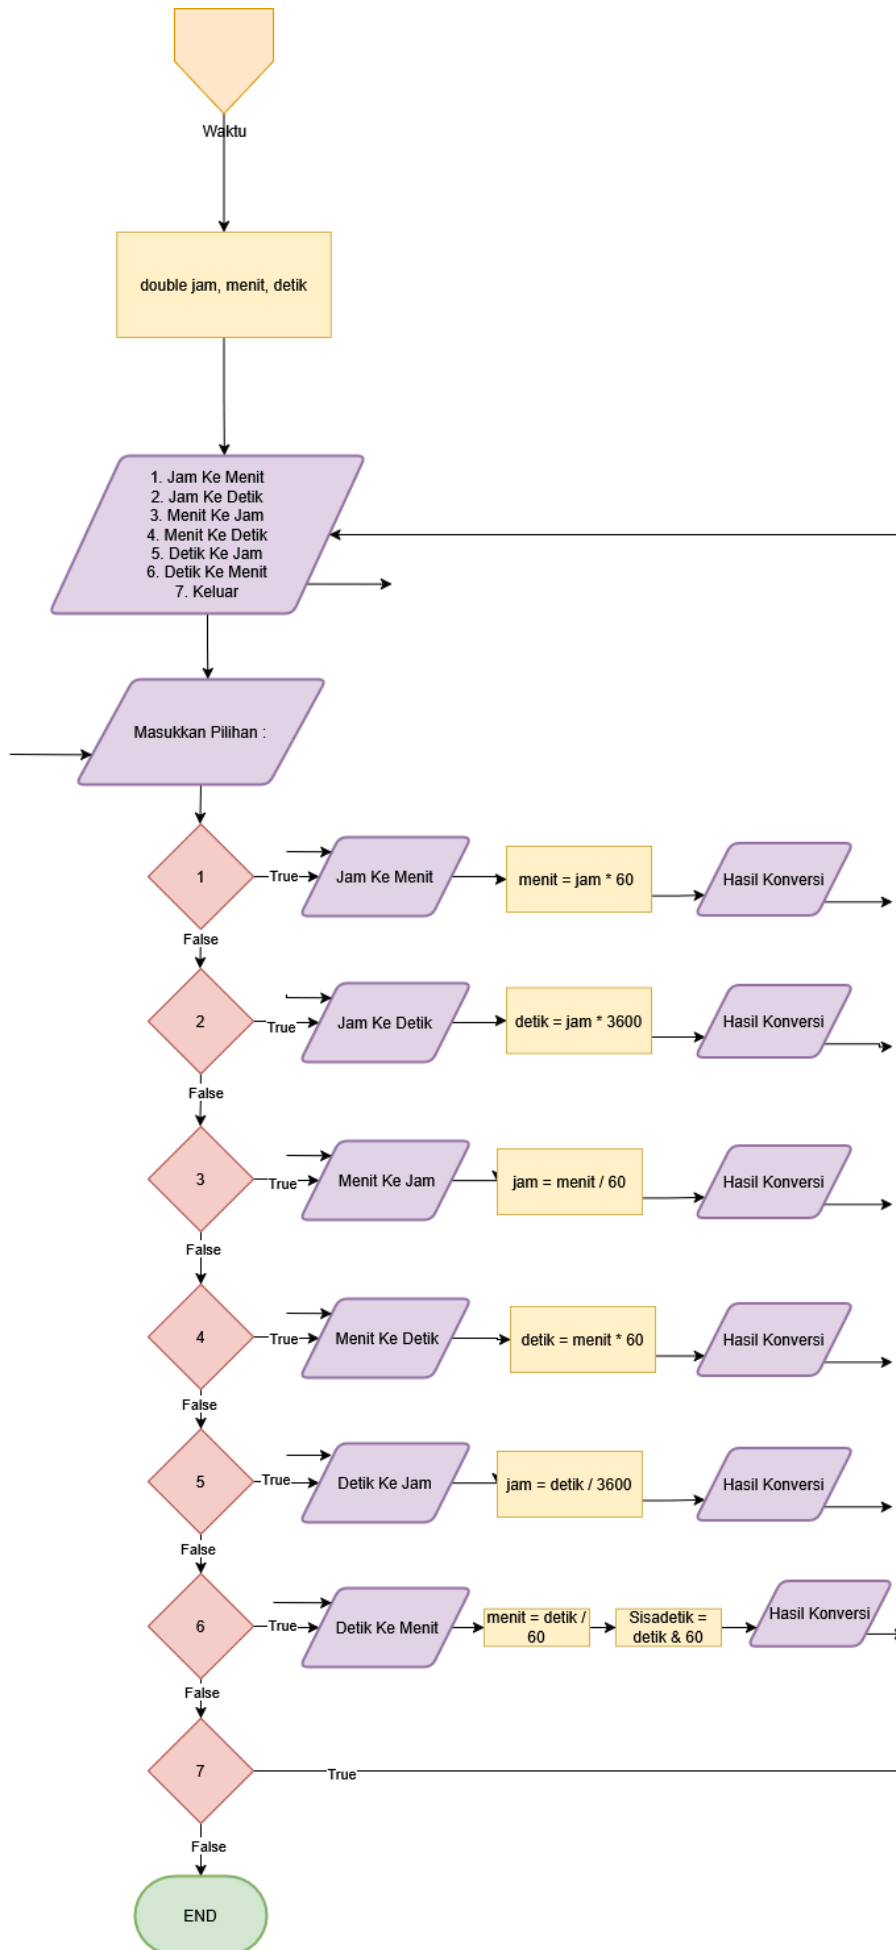 Waktu
double jam, menit, detik
1. Jam Ke Menit
2. Jam Ke Detik
3. Menit Ke Jam
4. Menit Ke Detik
5. Detik Ke Jam
6. Detik Ke Menit
7. Keluar
Masukkan Pilihan :
1
True
Jam Ke Menit
menit = jam * 60
Hasil Konversi
False
2
True
Jam Ke Detik
detik = jam * 3600
Hasil Konversi
False
3
True
Menit Ke Jam
jam = menit / 60
Hasil Konversi
False
4
True
Menit Ke Detik
detik = menit * 60
Hasil Konversi
False
5
True
Detik Ke Jam
jam = detik / 3600
Hasil Konversi
False
6
True
Detik Ke Menit
menit = detik /
60
Sisadetik =
detik & 60
Hasil Konversi
False
7
True
False
END